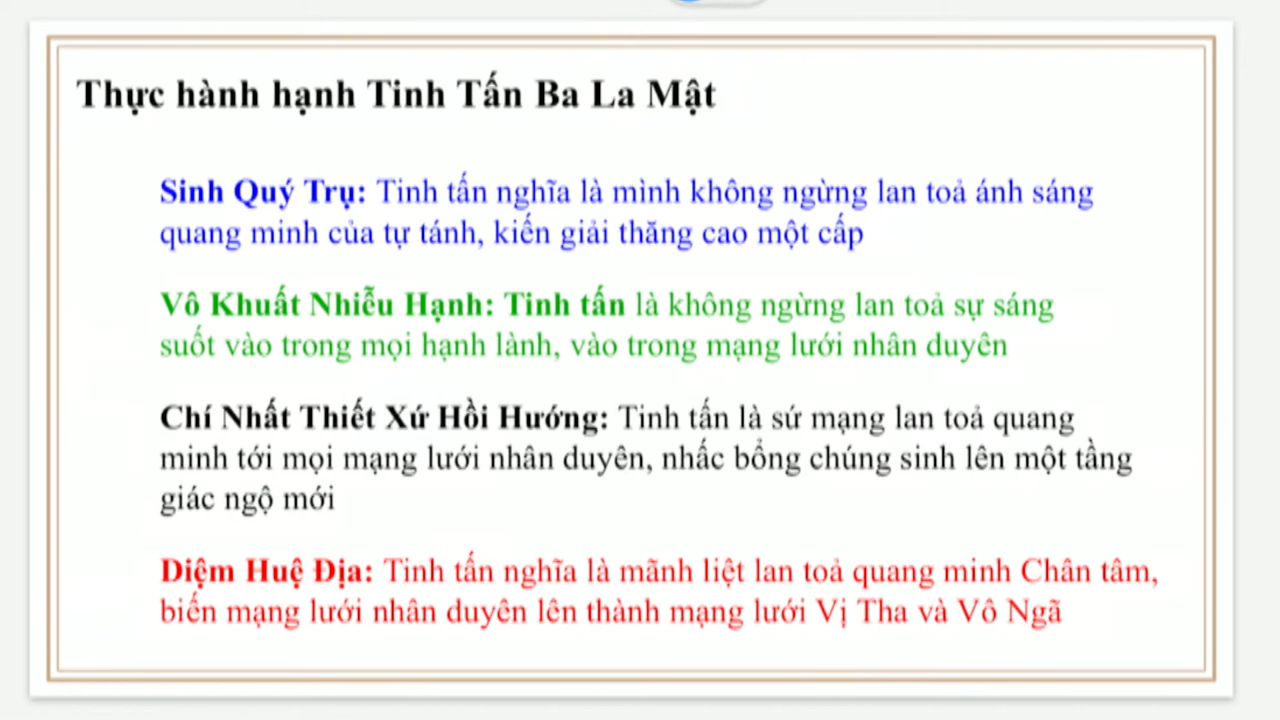 Thực hành hạnh Tinh Tấn Ba La Mật
Sinh Quý Trụ: Tinh tấn nghĩa là mình không ngừng lan toả ánh sáng
quang minh của tự tánh, kiến giải thăng cao một cấp
Vô Khuất Nhiễu Hạnh: Tinh tấn là không ngừng lan toả sự sáng
suốt vào trong mọi hạnh lành, vào trong mạng lưới nhân duyên
Chí Nhất Thiết Xứ Hồi Hướng: Tinh tấn là sứ mạng lan toả quang
minh tới mọi mạng lưới nhân duyên, nhấc bổng chúng sinh lên một tầng
giác ngộ mới
Diệm Huệ Địa: Tinh tấn nghĩa là mãnh liệt lan toả quang minh Chân tâm,
biến mạng lưới nhân duyên lên thành mạng lưới Vị Tha và Vô Ngã